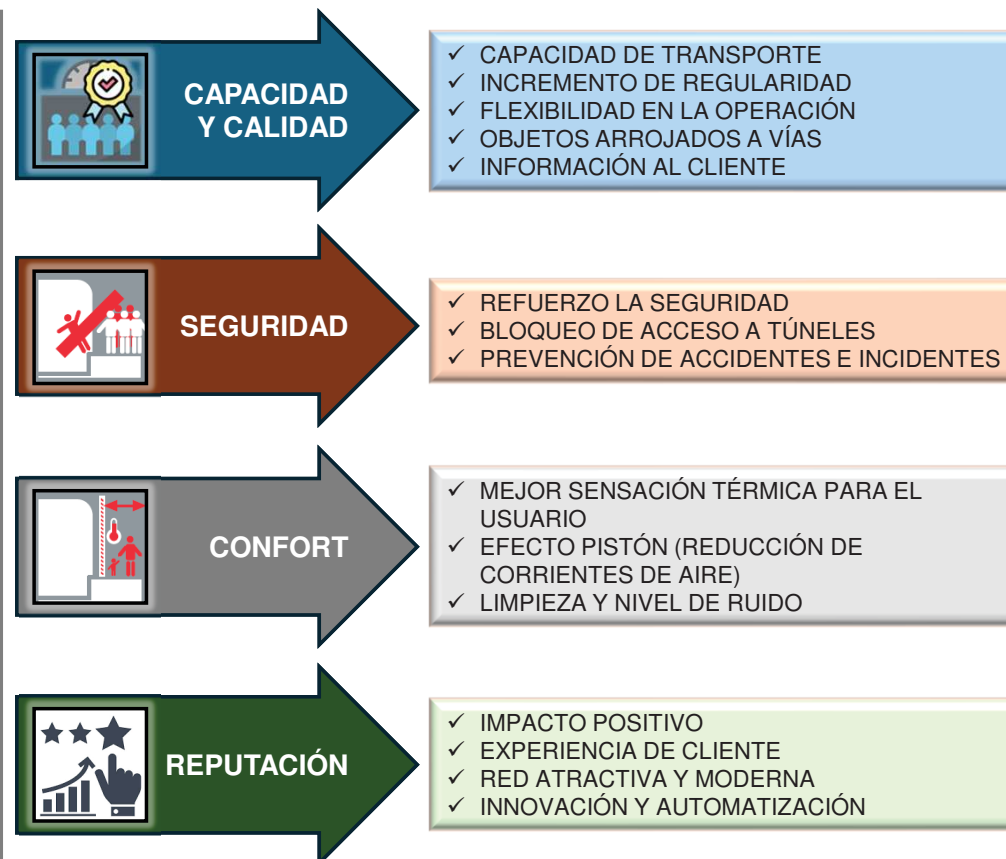 CAPACIDAD
Y CALIDAD
✓ CAPACIDAD DE TRANSPORTE
✓ INCREMENTO DE REGULARIDAD
✓ FLEXIBILIDAD EN LA OPERACIÓN
✓ OBJETOS ARROJADOS A VÍAS
✓ INFORMACIÓN AL CLIENTE
SEGURIDAD
✓ REFUERZO LA SEGURIDAD
✓ BLOQUEO DE ACCESO A TÚNELES
✓ PREVENCIÓN DE ACCIDENTES E INCIDENTES
CONFORT
✓ MEJOR SENSACIÓN TÉRMICA PARA EL
USUARIO
✓ EFECTO PISTÓN (REDUCCIÓN DE
CORRIENTES DE AIRE)
✓ LIMPIEZA Y NIVEL DE RUIDO
REPUTACIÓN
✓ IMPACTO POSITIVO
✓ EXPERIENCIA DE CLIENTE
✓ RED ATRACTIVA Y MODERNA
✓ INNOVACIÓN Y AUTOMATIZACIÓN